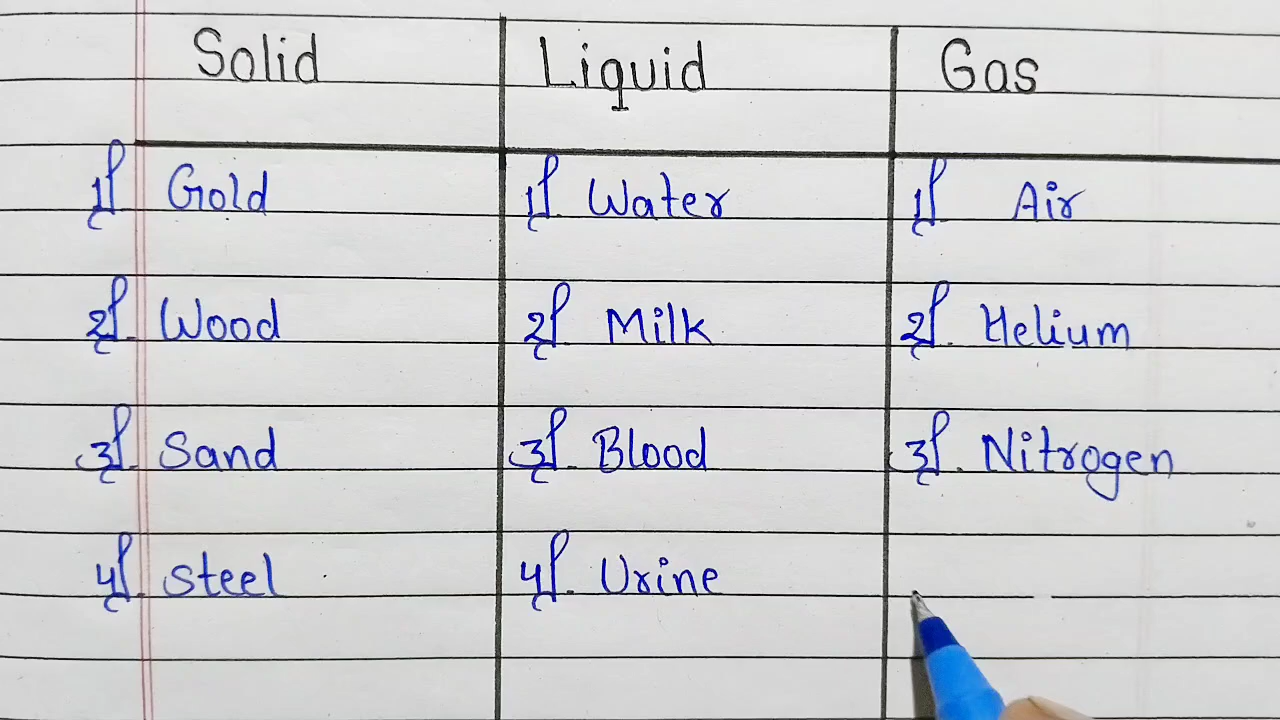 Solid Liquid Gas
1) Gold 1) Water 1) Air
2) Wood 2) Milk 2) Helium
3) Sand 3) Blood 3) Nitrogen
4) Steel 4) Urine